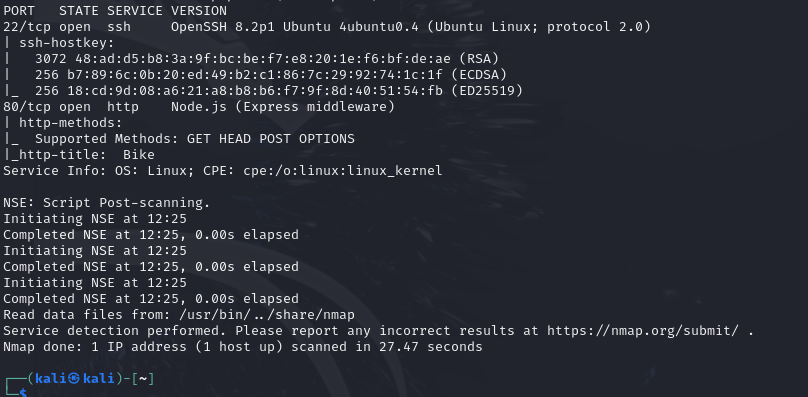 PORT   STATE SERVICE VERSION
22/tcp open  ssh     OpenSSH 8.2p1 Ubuntu 4ubuntu0.4 (Ubuntu Linux; protocol 2.0)
| ssh-hostkey:
|   3072 48:ad:d5:b8:3a:9f:bc:be:f7:e8:20:1e:f6:bf:de:ae (RSA)
|   256 b7:89:6c:0b:20:ed:49:b2:c1:86:7c:29:92:74:1c:1f (ECDSA)
|_  256 18:cd:9d:08:a6:21:a8:b8:b6:f7:9f:8d:40:51:54:fb (ED25519)
80/tcp open  http    Node.js (Express middleware)
| http-methods:
|_  Supported Methods: GET HEAD POST OPTIONS
|_http-title:  Bike
Service Info: OS: Linux; CPE: cpe:/o:linux:linux_kernel

NSE: Script Post-scanning.
Initiating NSE at 12:25
Completed NSE at 12:25, 0.00s elapsed
Initiating NSE at 12:25
Completed NSE at 12:25, 0.00s elapsed
Initiating NSE at 12:25
Completed NSE at 12:25, 0.00s elapsed
Read data files from: /usr/bin/../share/nmap
Service detection performed. Please report any incorrect results at https://nmap.org/submit/ .
Nmap done: 1 IP address (1 host up) scanned in 27.47 seconds

┌──(kali㉿kali)-[~]
└─$